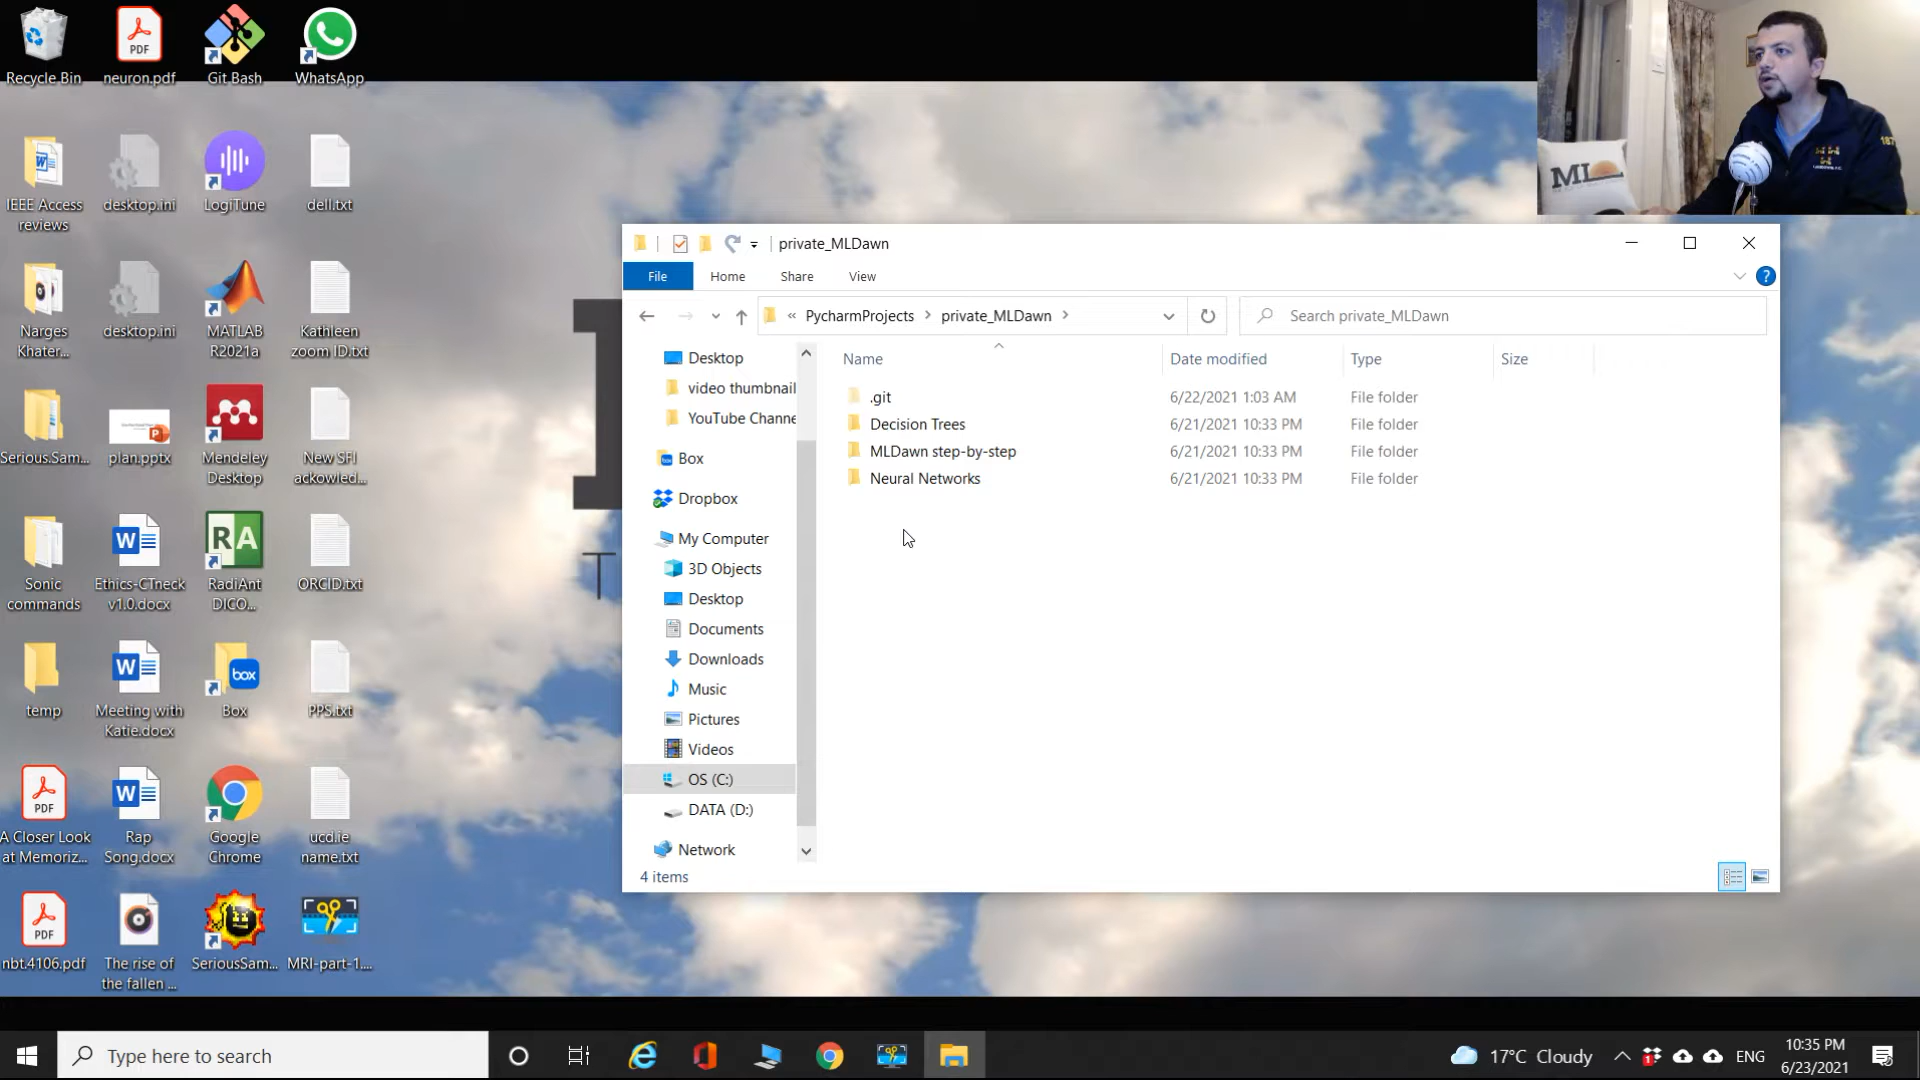 Recycle Bin
neuron.pdf
Git Bash
WhatsApp
IEEE Access
reviews
desktop.ini
LogiTune
dell.txt
Narges
Khater...
desktop.ini
MATLAB
R2021a
Kathleen
zoom ID.txt
Serious.Sam...
plan.pptx
Mendeley
Desktop
New SFI
ackowled...
Sonic
commands
Ethics-CTneck
v1.0.docx
RadiAnt
DICO...
ORCID.txt
temp
Meeting with
Katie.docx
Box
PPS.txt
A Closer Look
at Memoriz...
Rap
Song.docx
Google
Chrome
ucd.ie
name.txt
nbt.4106.pdf
The rise of
the fallen ...
SeriousSam...
MRI-part-1....
PDF
PDF
PDF
RA
box
ML
187
private_MLDawn
File
Home
Share
View
?
« PycharmProjects > private_MLDawn >
Search private_MLDawn
Desktop
video thumbnail
YouTube Channe
Box
Dropbox
My Computer
3D Objects
Desktop
Documents
Downloads
Music
Pictures
Videos
OS (C:)
DATA (D:)
Network
Name
Date modified
Type
Size
.git 6/22/2021 1:03 AM File folder
Decision Trees 6/21/2021 10:33 PM File folder
MLDawn step-by-step 6/21/2021 10:33 PM File folder
Neural Networks 6/21/2021 10:33 PM File folder
4 items
T
Type here to search
17°C Cloudy
1
ENG
10:35 PM
6/23/2021